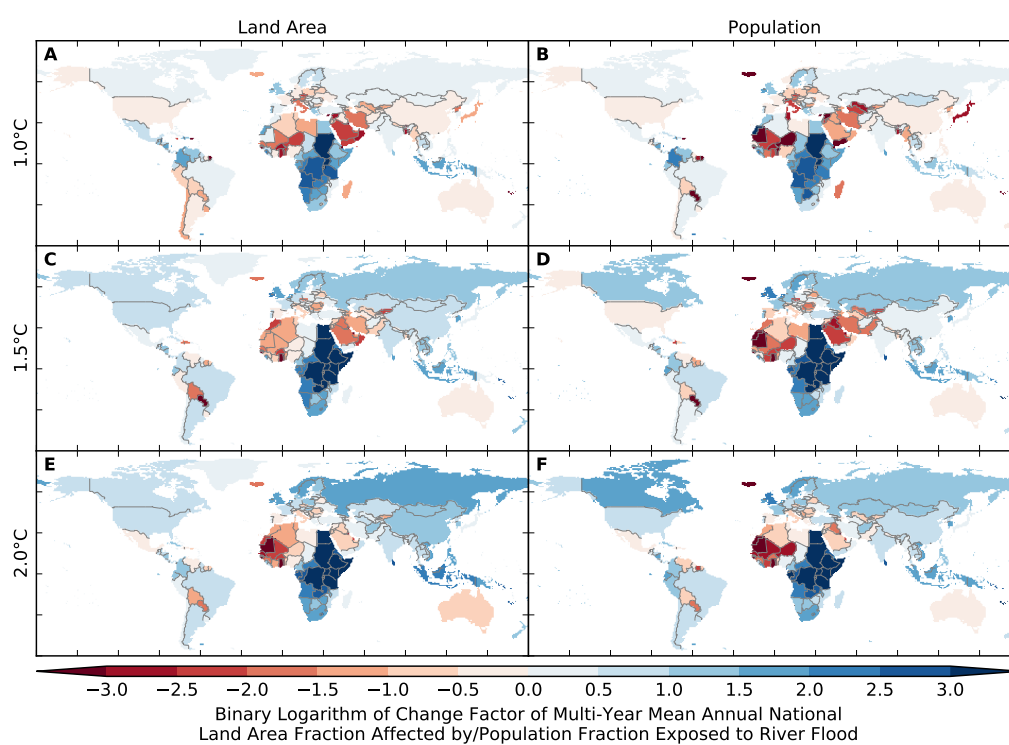 Land Area
Population
A
B
1.0°C
C
D
1.5°C
E
F
2.0°C
−3.0 −2.5 −2.0 −1.5 −1.0 −0.5 0.0 0.5 1.0 1.5 2.0 2.5 3.0
Binary Logarithm of Change Factor of Multi-Year Mean Annual National
Land Area Fraction Affected by/Population Fraction Exposed to River Flood